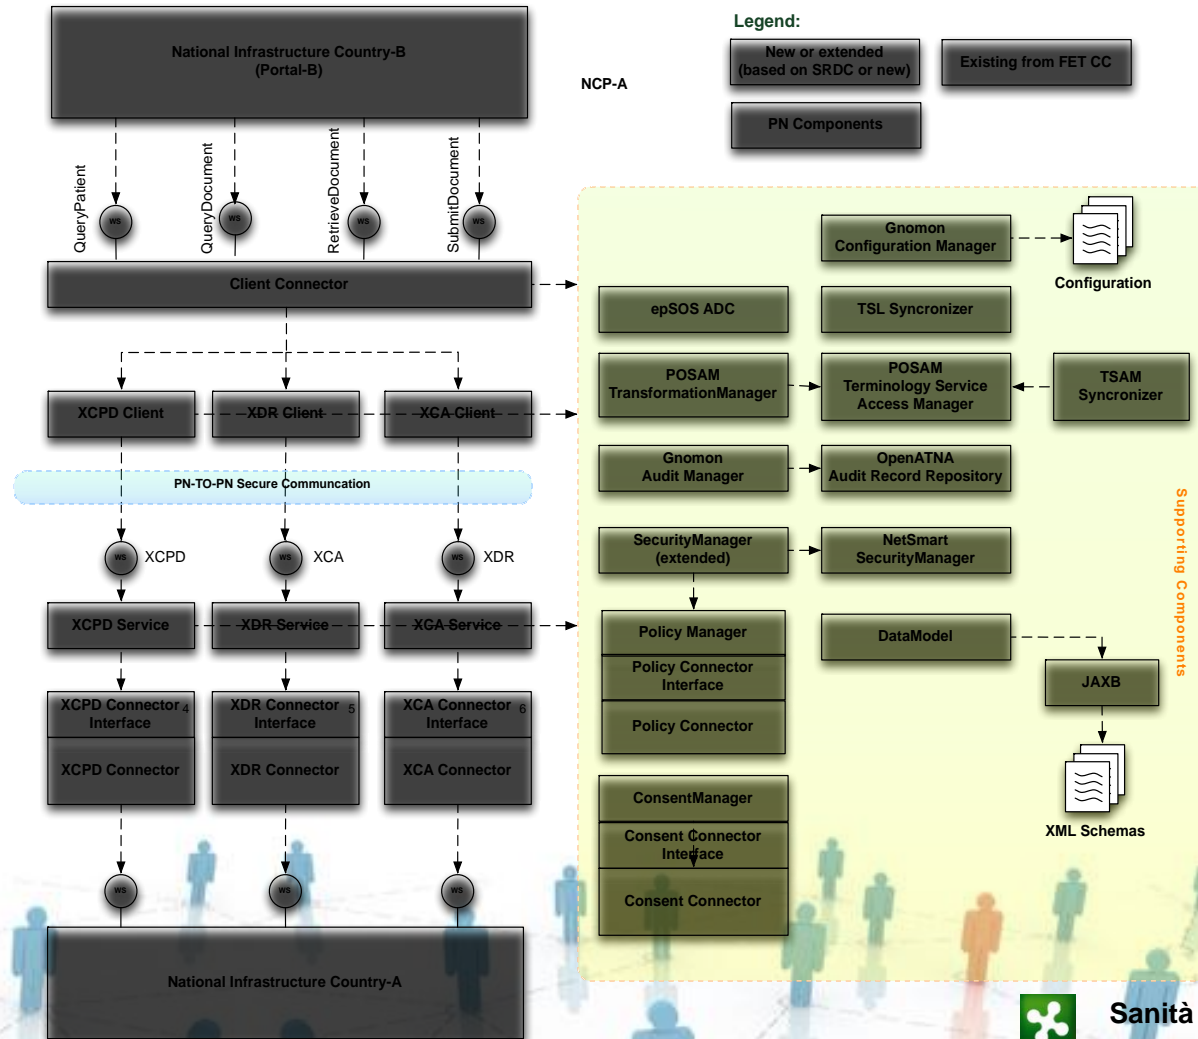 Legend:
National Infrastructure Country-B
(Portal-B)
NCP-A
New or extended
(based on SRDC or new)
Existing from FET CC
PN Components
QueryPatient
QueryDocument
RetrieveDocument
SubmitDocument
ws
ws
ws
ws
Client Connector
Gnomon
Configuration Manager
Configuration
epSOS ADC
TSL Syncronizer
POSAM
TransformationManager
POSAM
Terminology Service
Access Manager
TSAM
Syncronizer
XCPD Client
XDR Client
XCA Client
Gnomon
Audit Manager
OpenATNA
Audit Record Repository
PN-TO-PN Secure Communcation
Supporting Components
ws
XCPD
ws
XCA
ws
XDR
SecurityManager
(extended)
NetSmart
SecurityManager
XCPD Service
XDR Service
XCA Service
Policy Manager
Policy Connector
Interface
Policy Connector
DataModel
JAXB
XML Schemas
XCPD Connector
Interface
4
XDR Connector
Interface
5
XCA Connector
Interface
6
XCPD Connector
XDR Connector
XCA Connector
ConsentManager
Consent Connector
Interface
Consent Connector
ws
ws
ws
National Infrastructure Country-A
Sanità